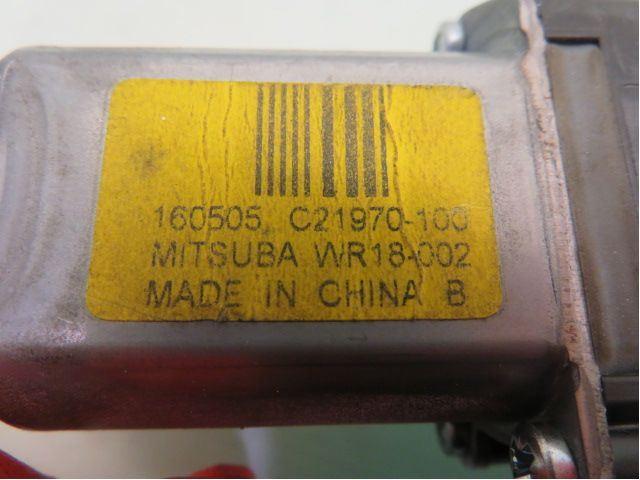 160505 C21970-100
MITSUBA WR18-002
MADE IN CHINA B